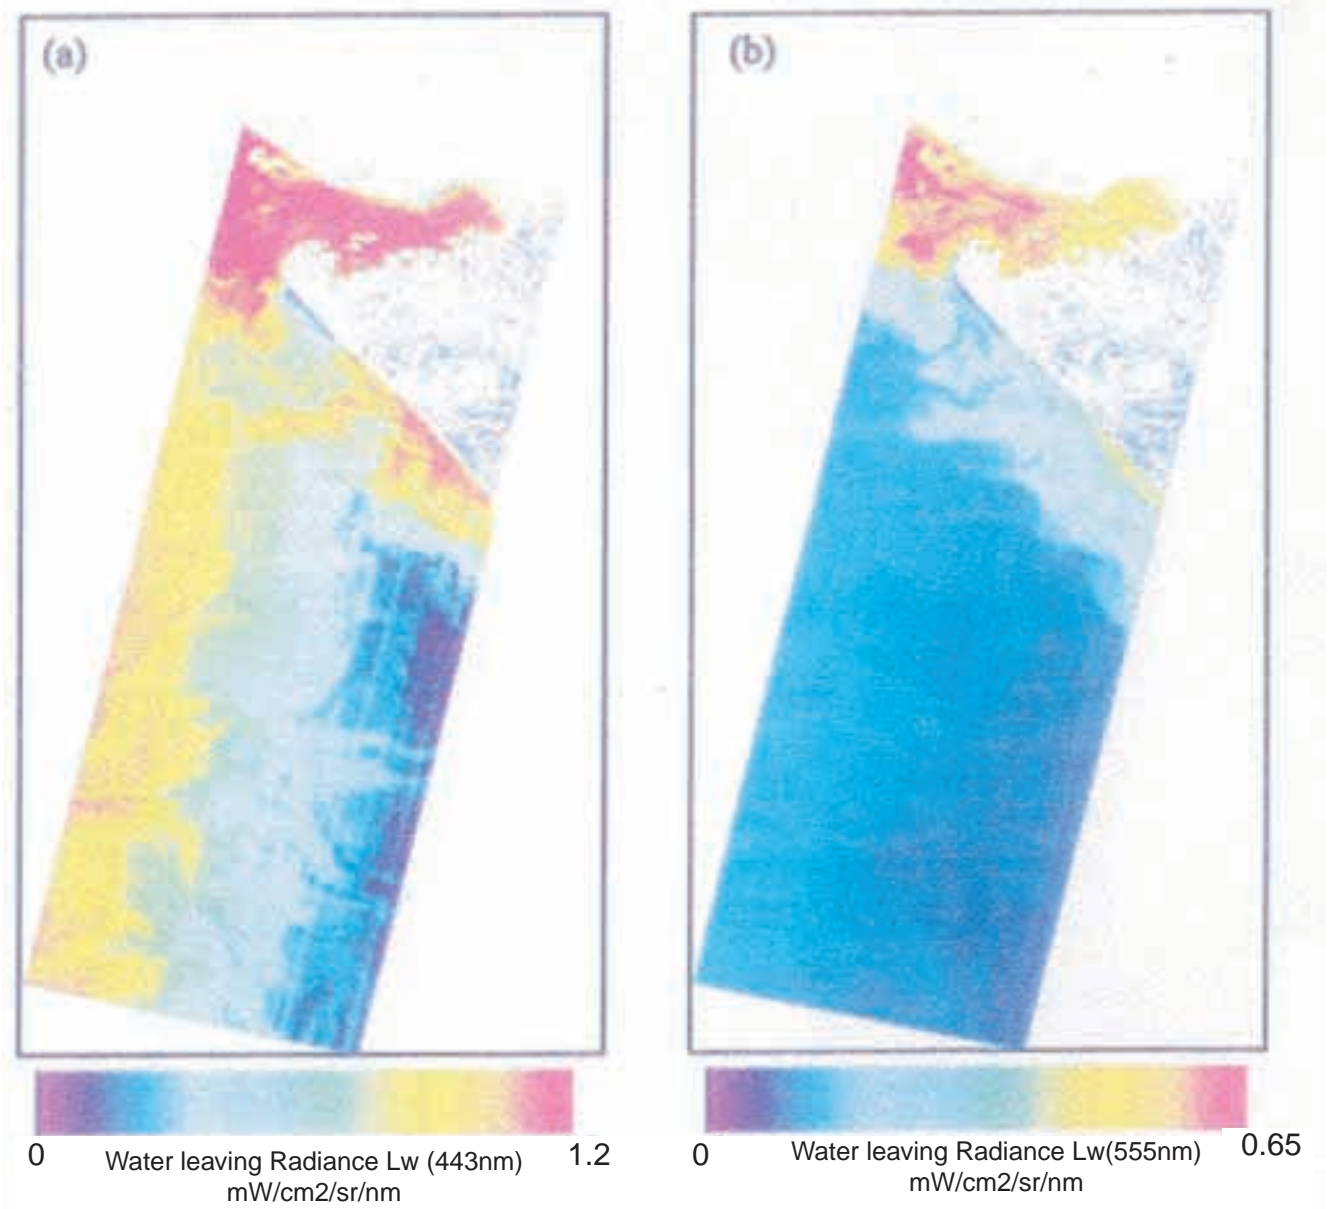 (a)
(b)
0
Water leaving Radiance Lw (443nm)
1.2
mW/cm2/sr/nm
0
Water leaving Radiance Lw(555nm)
0.65
mW/cm2/sr/nm